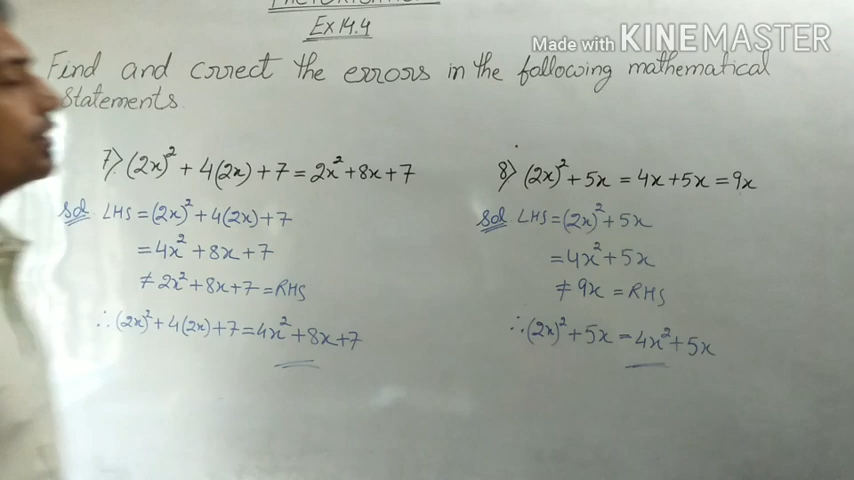 FACTORISATION
Ex 14.4
Made with KINEMASTER
Find and crrect the errors in the following mathematical
Statements.
7> (2x)² + 4(2x) + 7 = 2x² + 8x + 7
Sol LHS = (2x)² + 4(2x) + 7
= 4x² + 8x + 7
≠ 2x² + 8x + 7 = RHS
∴ (2x)² + 4(2x) + 7 = 4x² + 8x + 7
8> (2x)² + 5x = 4x + 5x = 9x
Sol LHS = (2x)² + 5x
= 4x² + 5x
≠ 9x = RHS
∴ (2x)² + 5x = 4x² + 5x